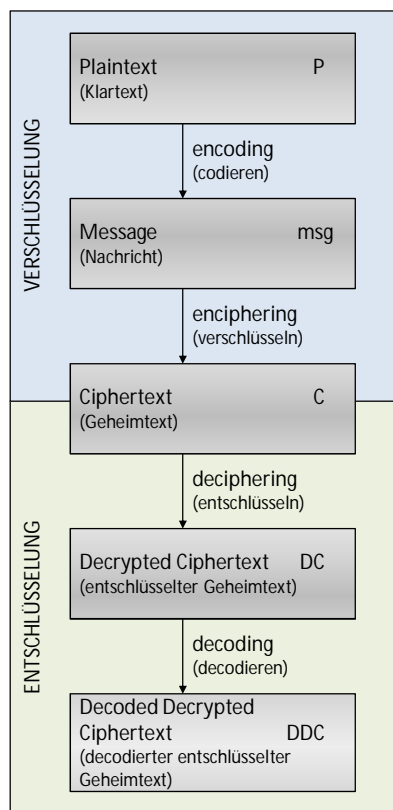 VERSCHLÜSSELUNG
Plaintext P
(Klartext)
encoding
(codieren)
Message msg
(Nachricht)
enciphering
(verschlüsseln)
Ciphertext C
(Geheimtext)
ENTSCHLÜSSELUNG
deciphering
(entschlüsseln)
Decrypted Ciphertext DC
(entschlüsselter Geheimtext)
decoding
(decodieren)
Decoded Decrypted
Ciphertext DDC
(decodierter entschlüsselter
Geheimtext)